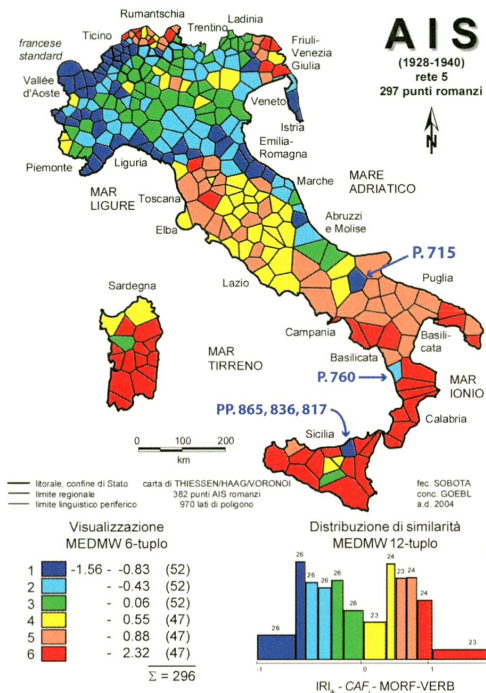 AIS
(1928-1940)
rete 5
297 punti romanzi
N
Rumantschia
Ticino
Trentino
Ladinia
francese
standard
Friuli-
Venezia
Giulia
Vallée
d'Aoste
Veneto
Istria
Emilia-
Romagna
Piemonte
Liguria
MAR
LIGURE
Toscana
Marche
MARE
ADRIATICO
Elba
Abruzzi
e Molise
P.715
Lazio
Puglia
Sardegna
Campania
Basili-
cata
Basilicata
MAR
TIRRENO
P.760
MAR
IONIO
PP. 865, 836, 817
Calabria
Sicilia
0 100 200
km
litorale, confine di Stato
limite regionale
limite linguistico periferico
carta di THIESSEN/HAAG/VORONOI
382 punti AIS romanzi
970 lati di poligono
fec. SOBOTA
conc. GOEBL
a.d. 2004
Visualizzazione
MEDMW 6-tuplo
1 -1.56 - -0.83 (52)
2 - -0.43 (52)
3 - 0.06 (52)
4 - 0.55 (47)
5 - 0.88 (47)
6 - 2.32 (47)
Σ = 296
Distribuzione di similarità
MEDMW 12-tuplo
26 26 26 26 26 26 23 24 23 23 24 23
-1 0 1
IRIjk - CAFj - MORF-VERB